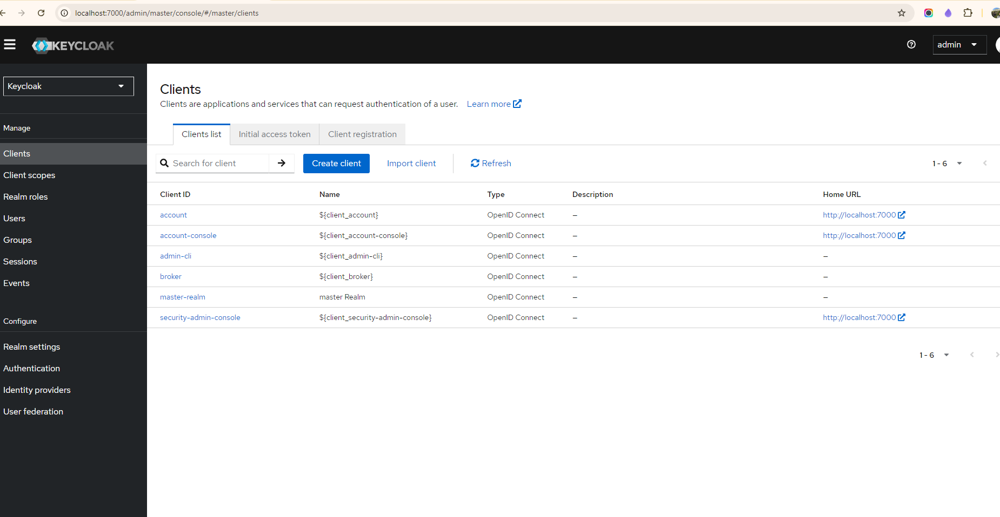 localhost:7000/admin/master/console/#/master/clients
KEYCLOAK
admin
Keycloak
Manage
Clients
Client scopes
Realm roles
Users
Groups
Sessions
Events
Configure
Realm settings
Authentication
Identity providers
User federation
Clients
Clients are applications and services that can request authentication of a user. Learn more
Clients list Initial access token Client registration
Search for client Create client Import client Refresh 1 - 6
Client ID Name Type Description Home URL
account ${client_account} OpenID Connect – http://localhost:7000
account-console ${client_account-console} OpenID Connect – http://localhost:7000
admin-cli ${client_admin-cli} OpenID Connect – –
broker ${client_broker} OpenID Connect – –
master-realm master Realm OpenID Connect – –
security-admin-console ${client_security-admin-console} OpenID Connect – http://localhost:7000
1 - 6